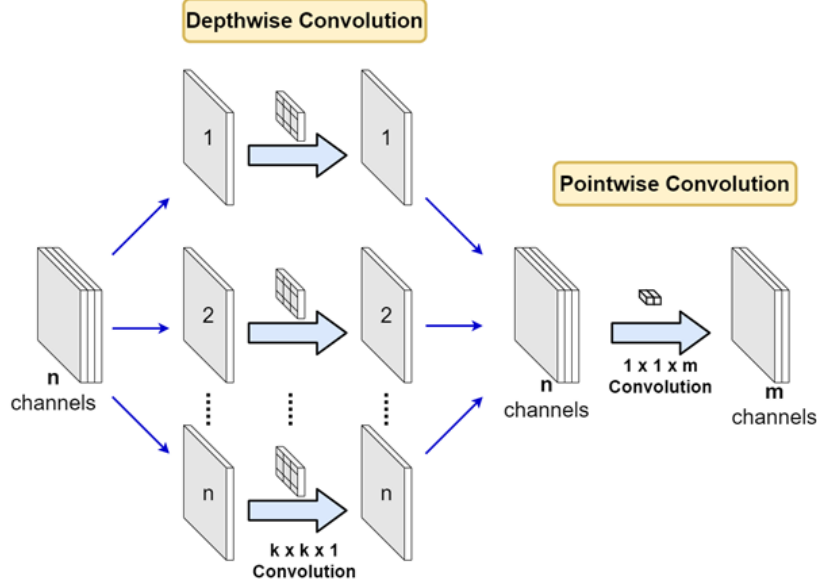 Depthwise Convolution
1
1
Pointwise Convolution
2
2
n
channels
n
channels
1 x 1 x m
Convolution
m
channels
n
n
k x k x 1
Convolution